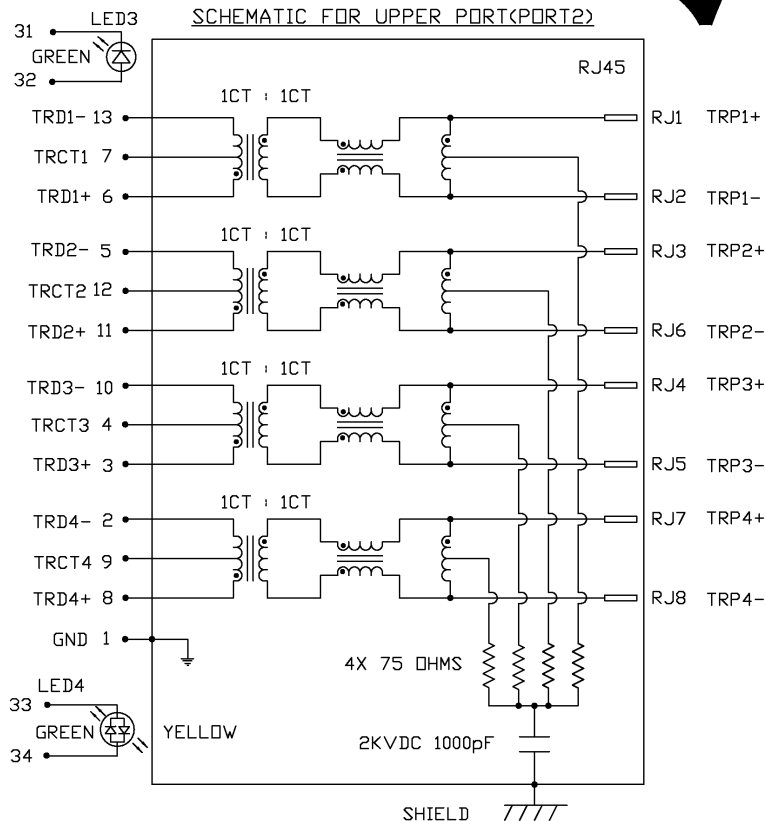 SCHEMATIC FOR UPPER PORT(PORT2)
31 LED3
GREEN
32
RJ45
1CT : 1CT
TRD1- 13 RJ1 TRP1+
TRCT1 7
TRD1+ 6 RJ2 TRP1-
1CT : 1CT
TRD2- 5 RJ3 TRP2+
TRCT2 12
TRD2+ 11 RJ6 TRP2-
1CT : 1CT
TRD3- 10 RJ4 TRP3+
TRCT3 4
TRD3+ 3 RJ5 TRP3-
1CT : 1CT
TRD4- 2 RJ7 TRP4+
TRCT4 9
TRD4+ 8 RJ8 TRP4-
GND 1
4X 75 OHMS
LED4
33
GREEN YELLOW
34
2KVDC 1000pF
SHIELD